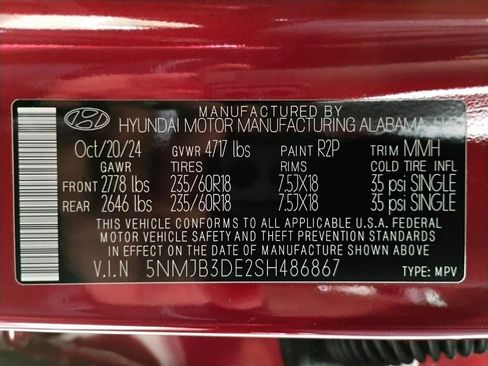 MANUFACTURED BY
HYUNDAI MOTOR MANUFACTURING ALABAMA,
Oct/20/24 GVWR 4717 lbs PAINT R2P TRIM MMH
GAWR TIRES RIMS COLD TIRE INFL
FRONT 2778 lbs 235/60R18 7.5JX18 35 psi SINGLE
REAR 2646 lbs 235/60R18 7.5JX18 35 psi SINGLE
THIS VEHICLE CONFORMS TO ALL APPLICABLE U.S.A. FEDERAL
MOTOR VEHICLE SAFETY AND THEFT PREVENTION STANDARDS
IN EFFECT ON THE DATE OF MANUFACTURE SHOWN ABOVE.
V.I.N 5NMJB3DE2SH486867 TYPE: MPV